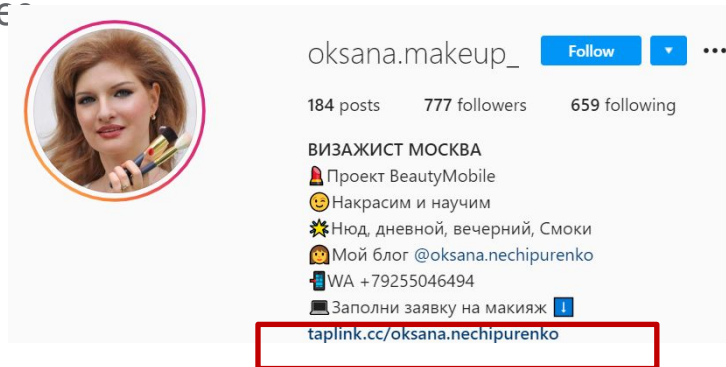 oksana.makeup_ Follow
184 posts 777 followers 659 following
ВИЗАЖИСТ МОСКВА
Проект BeautyMobile
Накрасим и научим
Нюд, дневной, вечерний, Смоки
Мой блог @oksana.nechipurenko
WA +79255046494
Заполни заявку на макияж
taplink.cc/oksana.nechipurenko